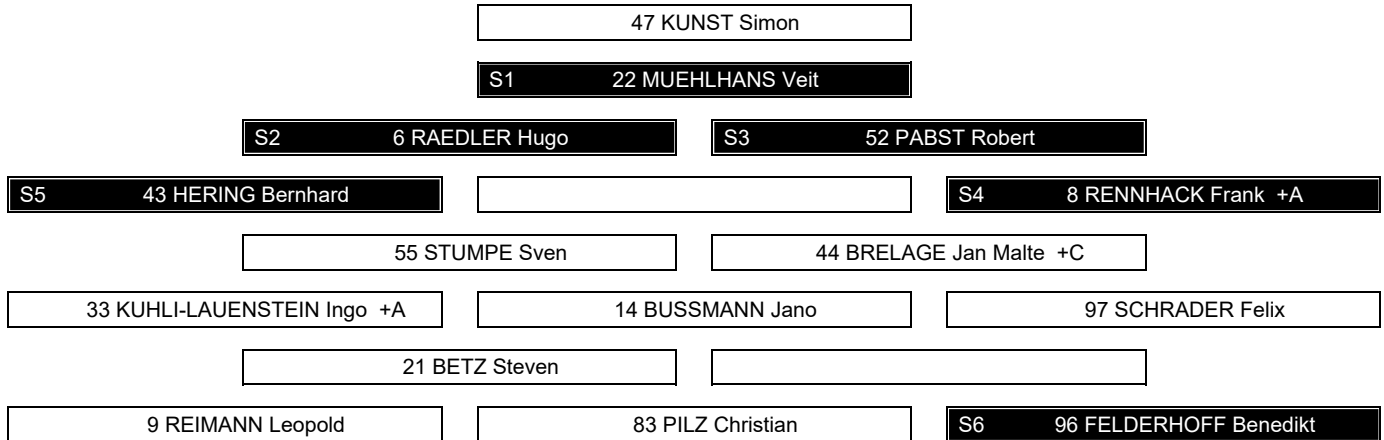 47 KUNST Simon
S1 22 MUEHLHANS Veit
S2 6 RAEDLER Hugo S3 52 PABST Robert
S5 43 HERING Bernhard S4 8 RENNHACK Frank +A
55 STUMPE Sven 44 BRELAGE Jan Malte +C
33 KUHLI-LAUENSTEIN Ingo +A 14 BUSSMANN Jano 97 SCHRADER Felix
21 BETZ Steven
9 REIMANN Leopold 83 PILZ Christian S6 96 FELDERHOFF Benedikt